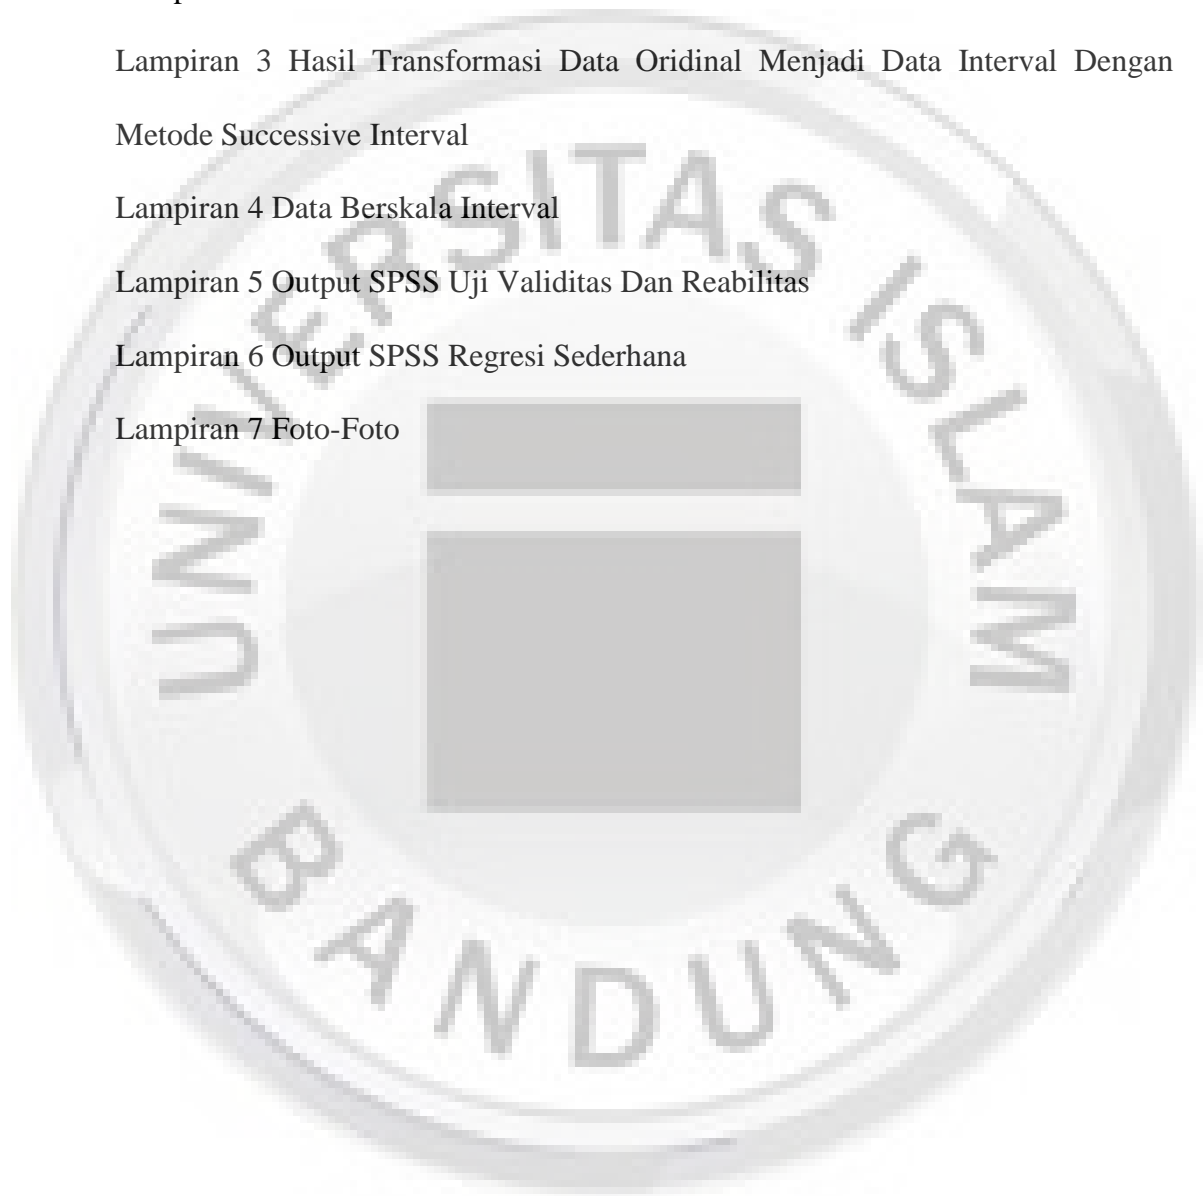 Lampiran 3 Hasil Transformasi Data Oridinal Menjadi Data Interval Dengan
Metode Successive Interval
Lampiran 4 Data Berskala Interval
Lampiran 5 Output SPSS Uji Validitas Dan Reabilitas
Lampiran 6 Output SPSS Regresi Sederhana
Lampiran 7 Foto-Foto
UNIVERSITAS ISLAM
BANDUNG